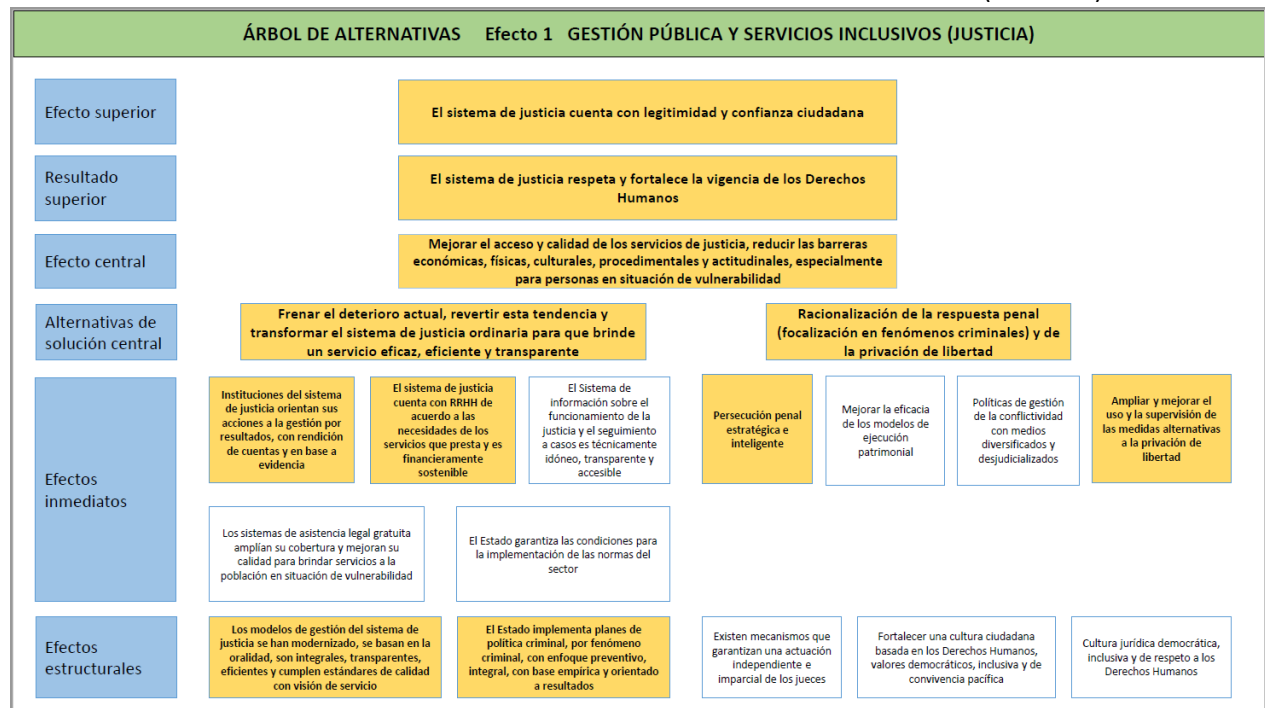 ÁRBOL DE ALTERNATIVAS Efecto 1 GESTIÓN PÚBLICA Y SERVICIOS INCLUSIVOS (JUSTICIA)
Efecto superior
El sistema de justicia cuenta con legitimidad y confianza ciudadana
Resultado
superior
El sistema de justicia respeta y fortalece la vigencia de los Derechos
Humanos
Efecto central
Mejorar el acceso y calidad de los servicios de justicia, reducir las barreras
económicas, físicas, culturales, procedimentales y actitudinales, especialmente
para personas en situación de vulnerabilidad
Alternativas de
solución central
Frenar el deterioro actual, revertir esta tendencia y
transformar el sistema de justicia ordinaria para que brinde
un servicio eficaz, eficiente y transparente
Racionalización de la respuesta penal
(focalización en fenómenos criminales) y de
la privación de libertad
Efectos
inmediatos
Instituciones del sistema
de justicia orientan sus
acciones a la gestión por
resultados, con rendición
de cuentas y en base a
evidencia
El sistema de justicia
cuenta con RRHH de
acuerdo a las
necesidades de los
servicios que presta y es
financieramente
sostenible
El Sistema de
información sobre el
funcionamiento de la
justicia y el seguimiento
a casos es técnicamente
idóneo, transparente y
accesible
Persecución penal
estratégica e
inteligente
Mejorar la eficacia
de los modelos de
ejecución
patrimonial
Políticas de gestión
de la conflictividad
con medios
diversificados y
desjudicializados
Ampliar y mejorar el
uso y la supervisión de
las medidas alternativas
a la privación de
libertad
Los sistemas de asistencia legal gratuita
amplían su cobertura y mejoran su
calidad para brindar servicios a la
población en situación de vulnerabilidad
El Estado garantiza las condiciones para
la implementación de las normas del
sector
Efectos
estructurales
Los modelos de gestión del sistema de
justicia se han modernizado, se basan en la
oralidad, son integrales, transparentes,
eficientes y cumplen estándares de calidad
con visión de servicio
El Estado implementa planes de
política criminal, por fenómeno
criminal, con enfoque preventivo,
integral, con base empírica y orientado
a resultados
Existen mecanismos que
garantizan una actuación
independiente e
imparcial de los jueces
Fortalecer una cultura ciudadana
basada en los Derechos Humanos,
valores democráticos, inclusiva y de
convivencia pacífica
Cultura jurídica democrática,
inclusiva y de respeto a los
Derechos Humanos